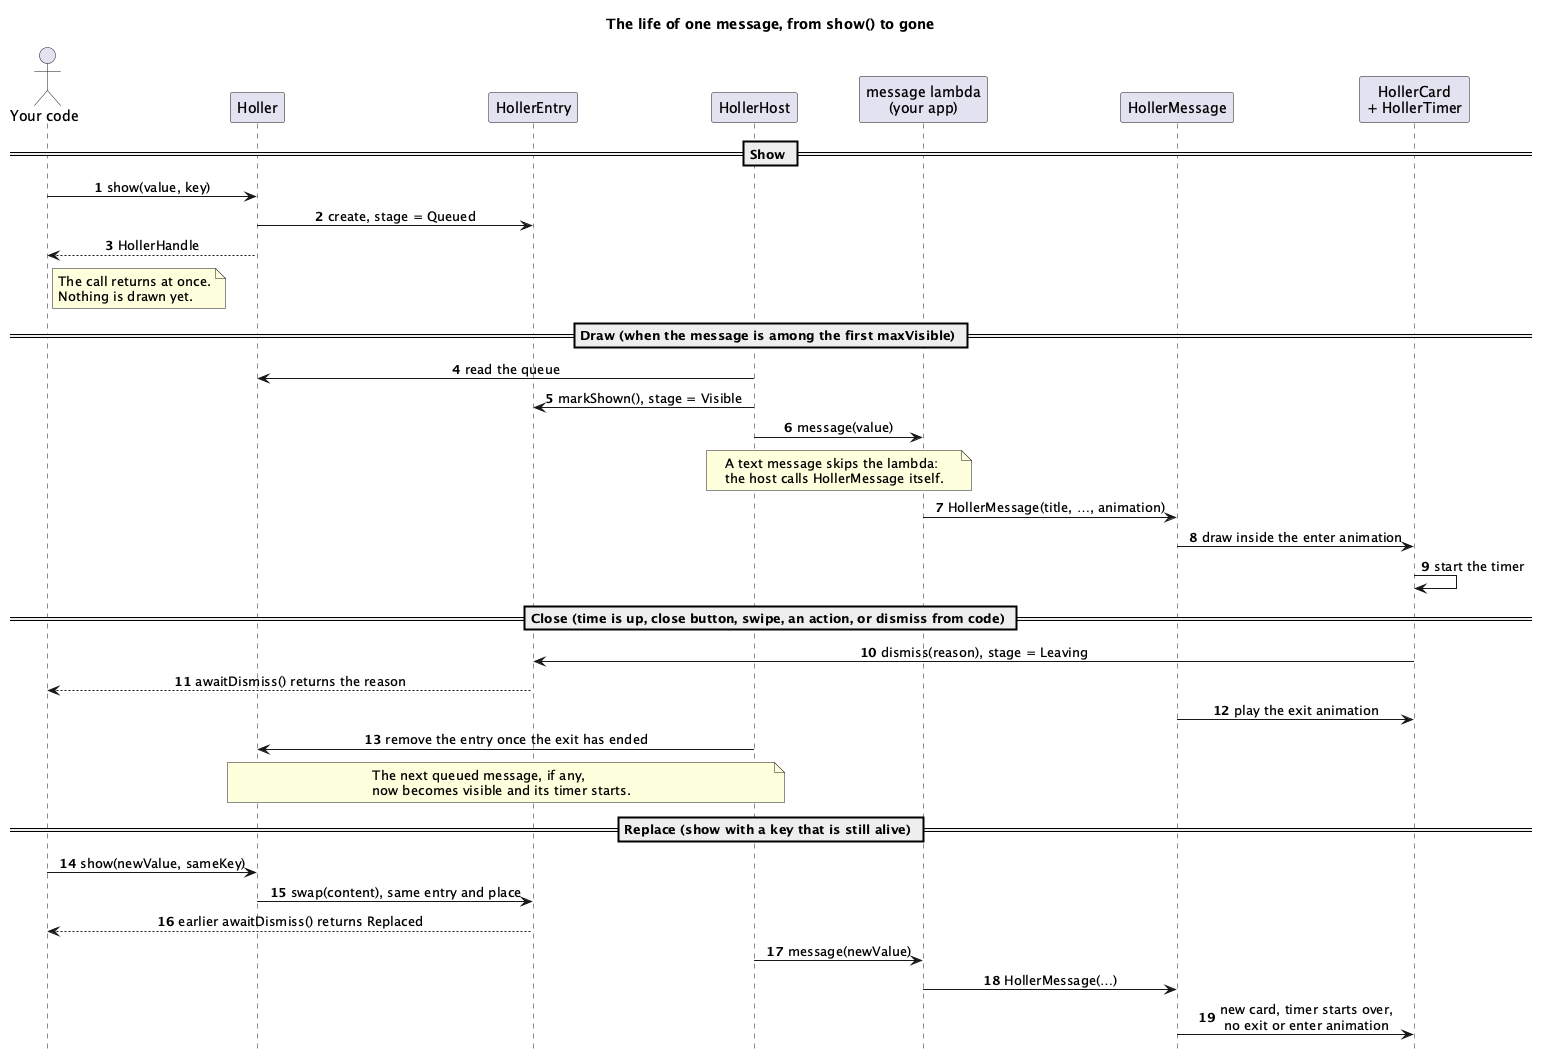 The life of one message, from show() to gone
Your code
Holler
HollerEntry
HollerHost
message lambda
(your app)
HollerMessage
HollerCard
+ HollerTimer
Show
1 show(value, key)
2 create, stage = Queued
3 HollerHandle
The call returns at once.
Nothing is drawn yet.
Draw (when the message is among the first maxVisible)
4 read the queue
5 markShown(), stage = Visible
6 message(value)
A text message skips the lambda:
the host calls HollerMessage itself.
7 HollerMessage(title, ..., animation)
8 draw inside the enter animation
9 start the timer
Close (time is up, close button, swipe, an action, or dismiss from code)
10 dismiss(reason), stage = Leaving
11 awaitDismiss() returns the reason
12 play the exit animation
13 remove the entry once the exit has ended
The next queued message, if any,
now becomes visible and its timer starts.
Replace (show with a key that is still alive)
14 show(newValue, sameKey)
15 swap(content), same entry and place
16 earlier awaitDismiss() returns Replaced
17 message(newValue)
18 HollerMessage(...)
19 new card, timer starts over,
no exit or enter animation